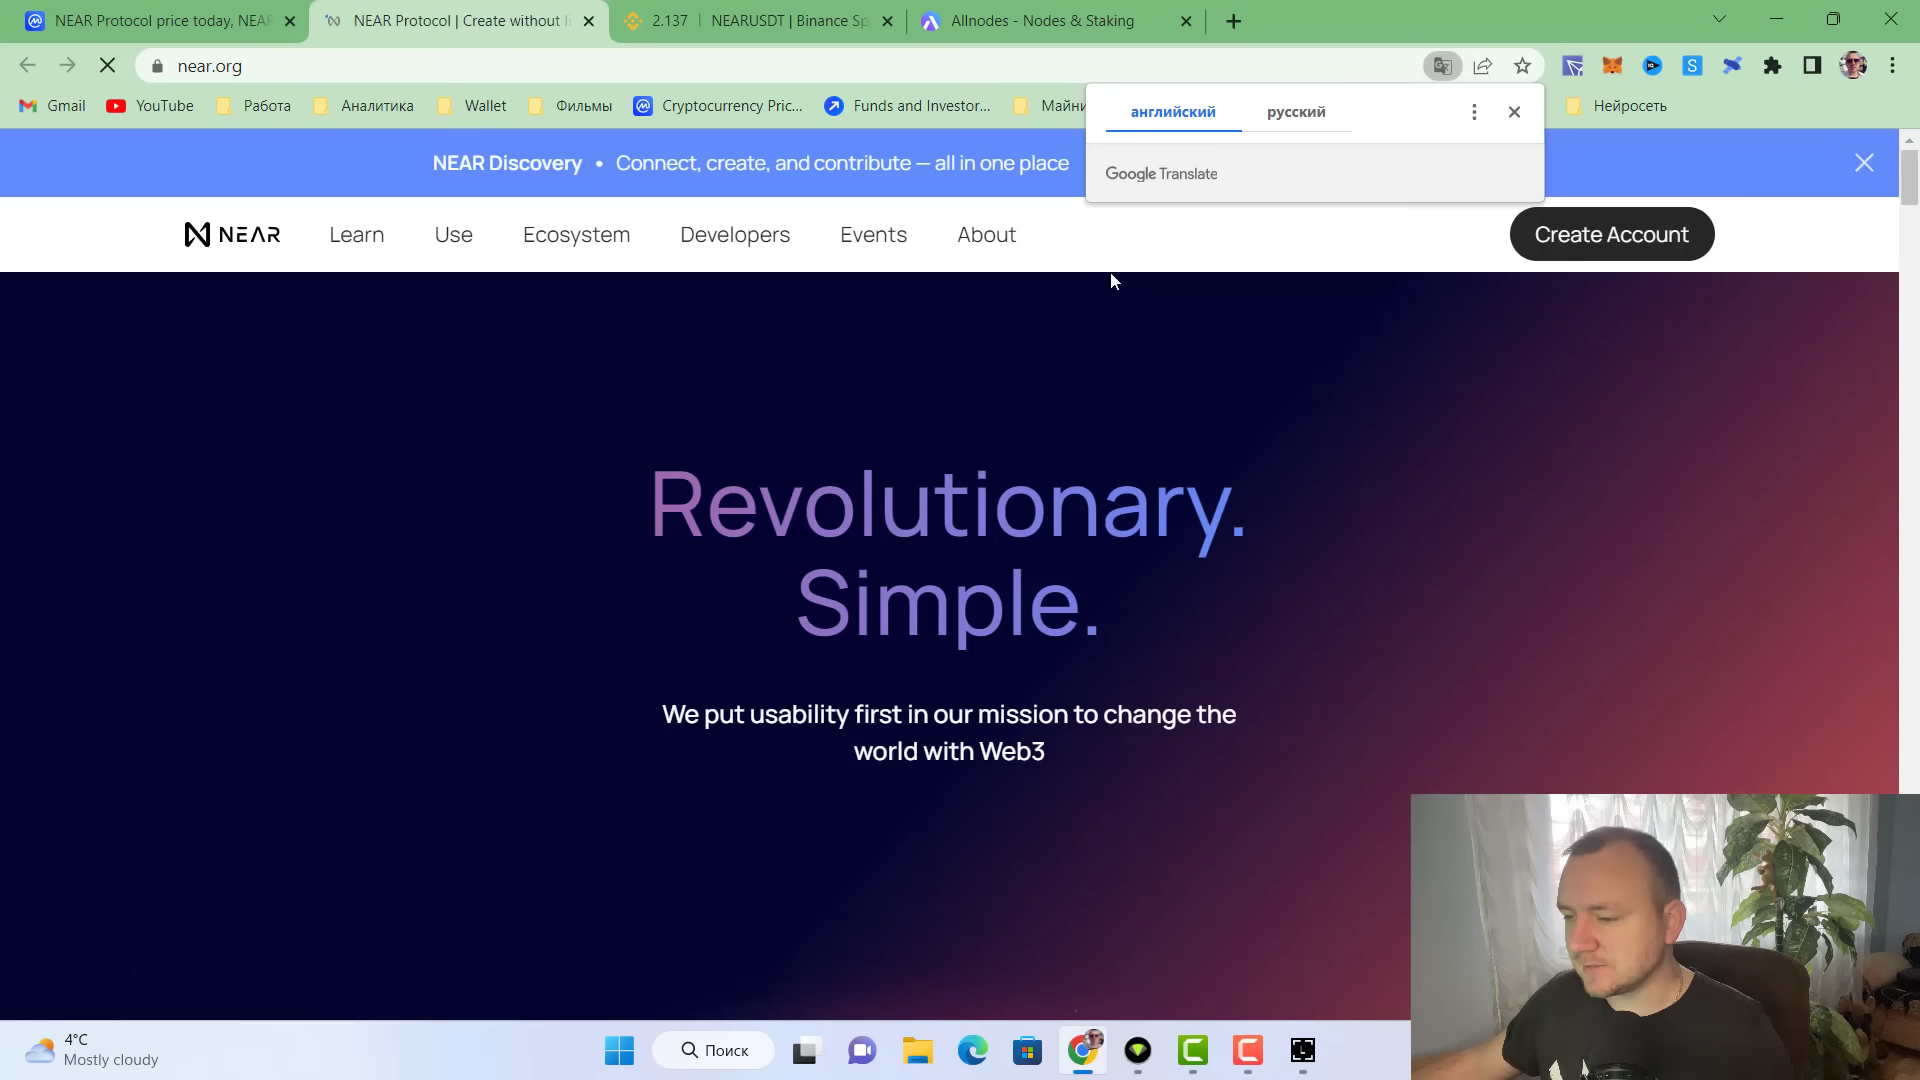 NEAR Protocol price today, NEAR
NEAR Protocol | Create without li
2.137 | NEARUSDT | Binance Sp
Allnodes - Nodes & Staking
near.org
Gmail
YouTube
Работа
Аналитика
Wallet
Фильмы
Cryptocurrency Pric...
Funds and Investor...
Майни
Нейросеть
английский
русский
Google Translate
NEAR Discovery • Connect, create, and contribute — all in one place
NEAR
Learn
Use
Ecosystem
Developers
Events
About
Create Account
Revolutionary.
Simple.
We put usability first in our mission to change the
world with Web3
4°C
Mostly cloudy
Поиск